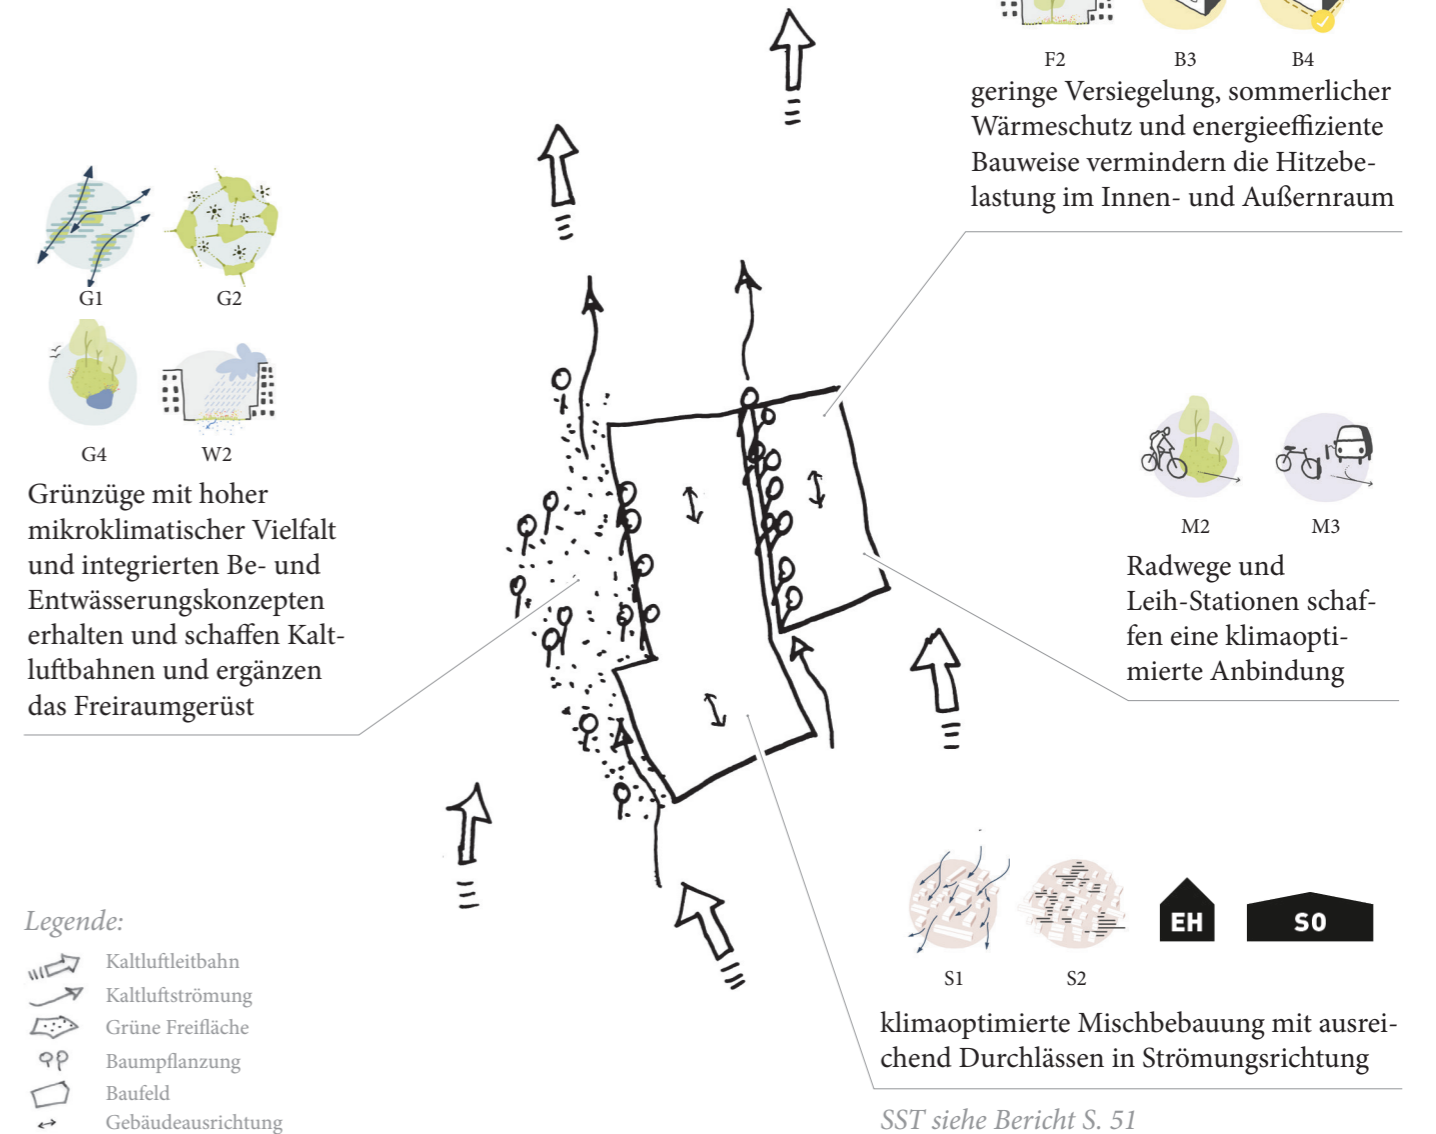 F2 B3 B4
geringe Versiegelung, sommerlicher
Wärmeschutz und energieeffiziente
Bauweise vermindern die Hitzebe-
lastung im Innen- und Außernraum
G1 G2
G4 W2
Grünzüge mit hoher
mikroklimatischer Vielfalt
und integrierten Be- und
Entwässerungskonzepten
erhalten und schaffen Kalt-
luftbahnen und ergänzen
das Freiraumgerüst
M2 M3
Radwege und
Leih-Stationen schaf-
fen eine klimaopti-
mierte Anbindung
EH SO
S1 S2
klimaoptimierte Mischbebauung mit ausrei-
chend Durchlässen in Strömungsrichtung
SST siehe Bericht S. 51
Legende:
Kaltluftleitbahn
Kaltluftströmung
Grüne Freifläche
Baumpflanzung
Baufeld
Gebäudeausrichtung